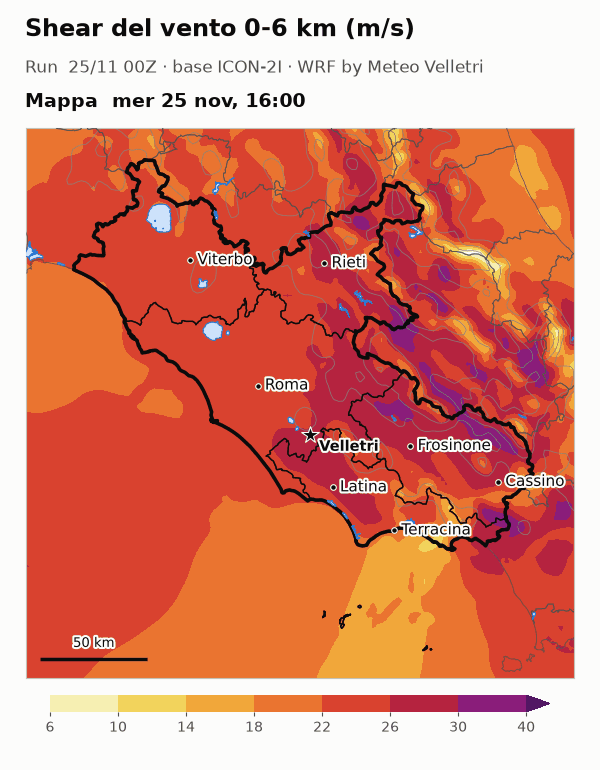 Shear del vento 0-6 km (m/s)
Run  25/11 00Z · base ICON-2I · WRF by Meteo Velletri
Mappa  mer 25 nov, 16:00
Viterbo
Rieti
Roma
Velletri
Frosinone
Latina
Cassino
Terracina
50 km
6 10 14 18 22 26 30 40